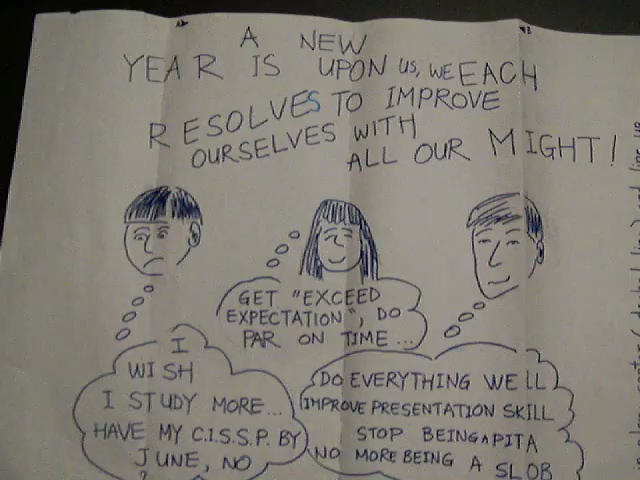 A NEW
YEAR IS UPON US, WE EACH
RESOLVES TO IMPROVE
OURSELVES WITH
ALL OUR MIGHT!
GET "EXCEED
EXPECTATION", DO
PAR ON TIME...
I
WISH
I STUDY MORE...
HAVE MY C.I.S.S.P. BY
JUNE, NO
DO EVERYTHING WELL
IMPROVE PRESENTATION SKILL
STOP BEING A PITA
NO MORE BEING A SLOB